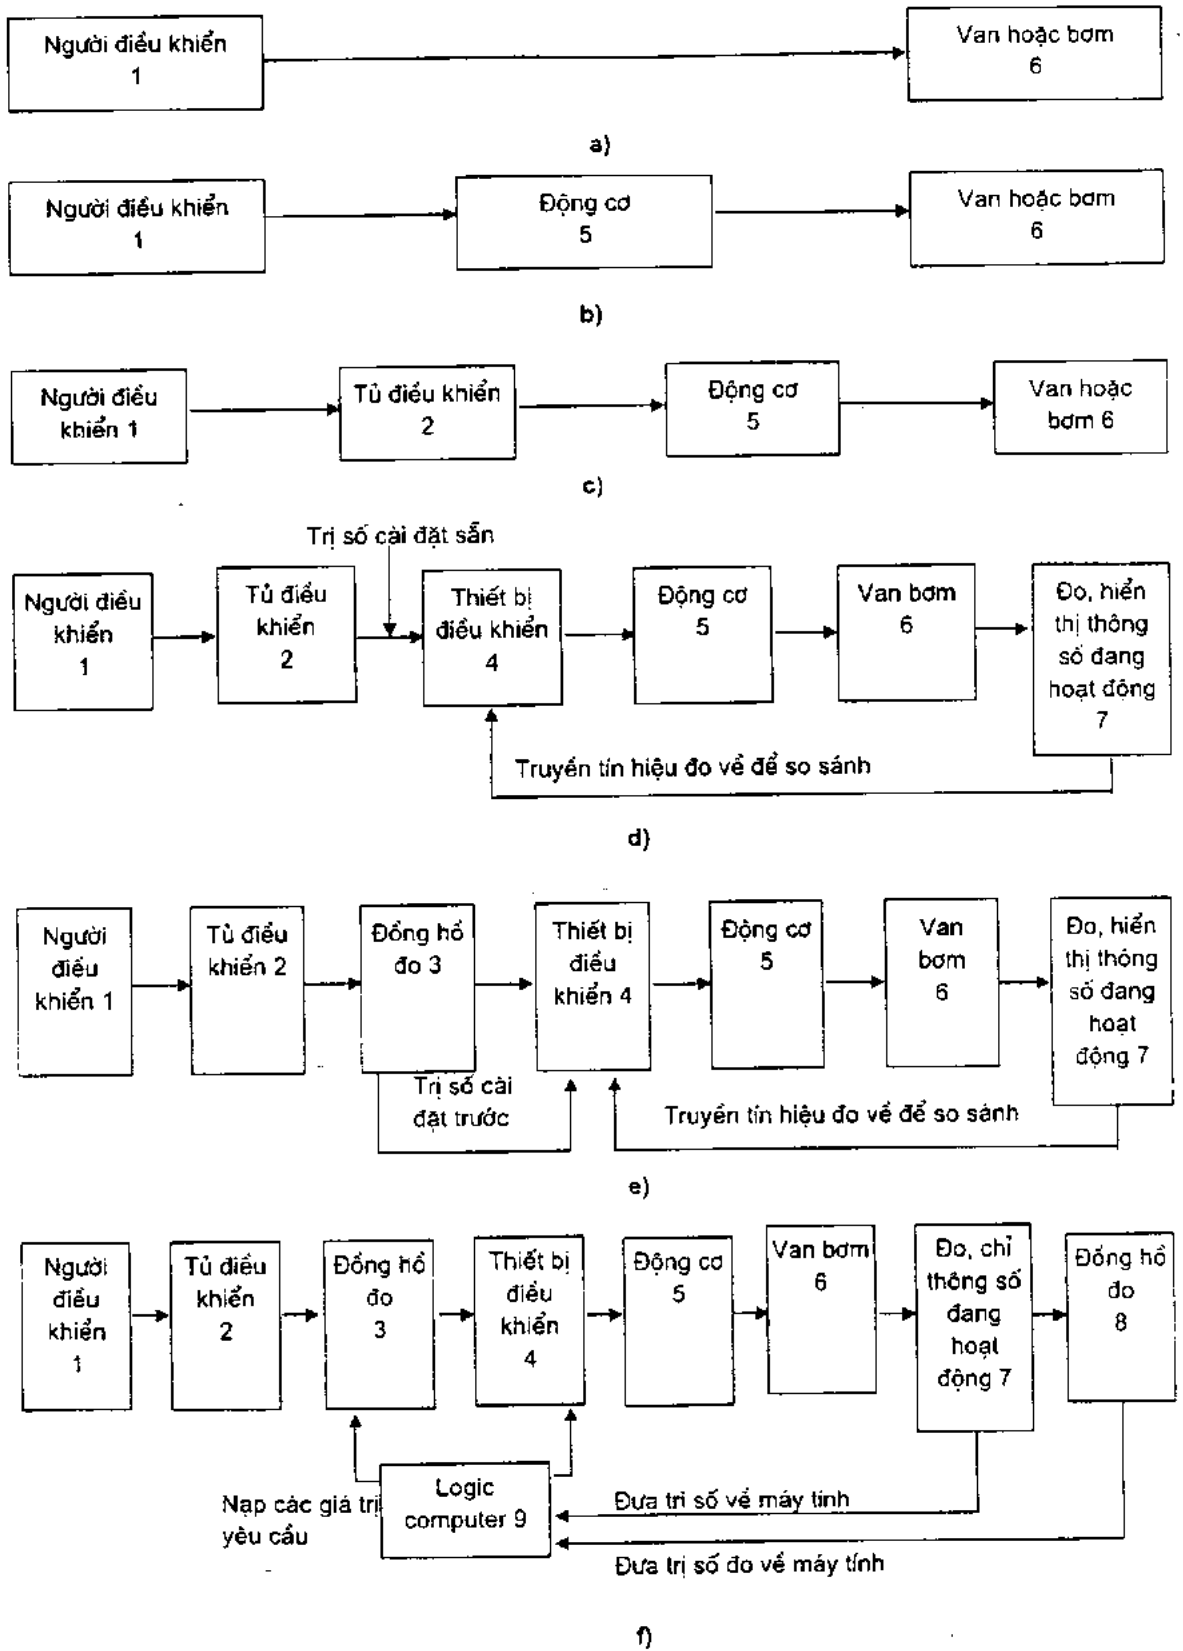 Người điều khiển
1
Van hoặc bơm
6
a)
Người điều khiển
1
Động cơ
5
Van hoặc bơm
6
b)
Người điều
khiển 1
Tủ điều khiển
2
Động cơ
5
Van hoặc
bơm 6
c)
Trị số cài đặt sẵn
Người điều
khiển
1
Tủ điều
khiển
2
Thiết bị
điều khiển
4
Động cơ
5
Van bơm
6
Đo, hiển
thị thông
số đang
hoạt động
7
Truyền tín hiệu đo về để so sánh
d)
Người
điều
khiển 1
Tủ điều
khiển 2
Đồng hồ
đo 3
Thiết bị
điều
khiển 4
Động cơ
5
Van
bơm
6
Đo, hiển
thị thông
số đang
hoạt
động 7
Trị số cài
đặt trước
Truyền tín hiệu đo về để so sánh
e)
Người
điều
khiển
1
Tủ điều
khiển
2
Đồng hồ
đo
3
Thiết bị
điều
khiển
4
Động cơ
5
Van bơm
6
Đo, chỉ
thông số
đang
hoạt
động 7
Đồng hồ
đo
8
Nạp các giá trị
yêu cầu
Logic
computer 9
Đưa trị số về máy tính
Đưa trị số đo về máy tính
f)